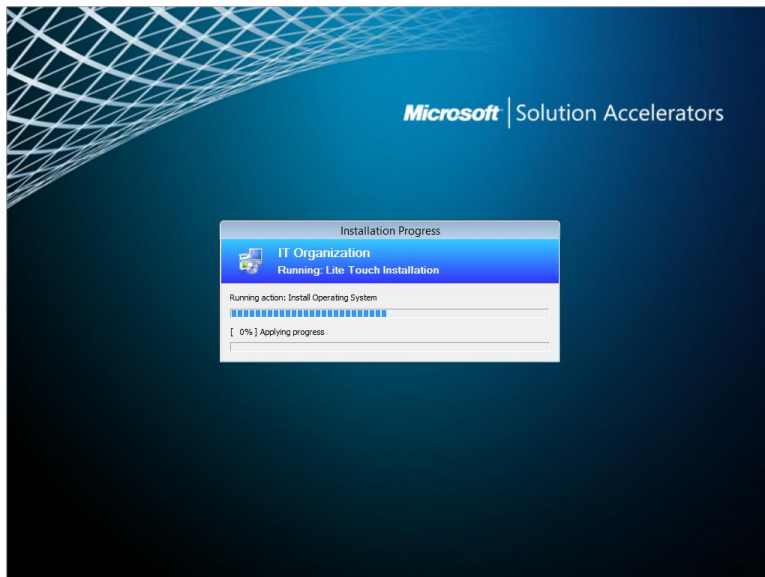 Microsoft | Solution Accelerators
Installation Progress
IT Organization
Running: Lite Touch Installation
Running action: Install Operating System
[ 0% ] Applying progress